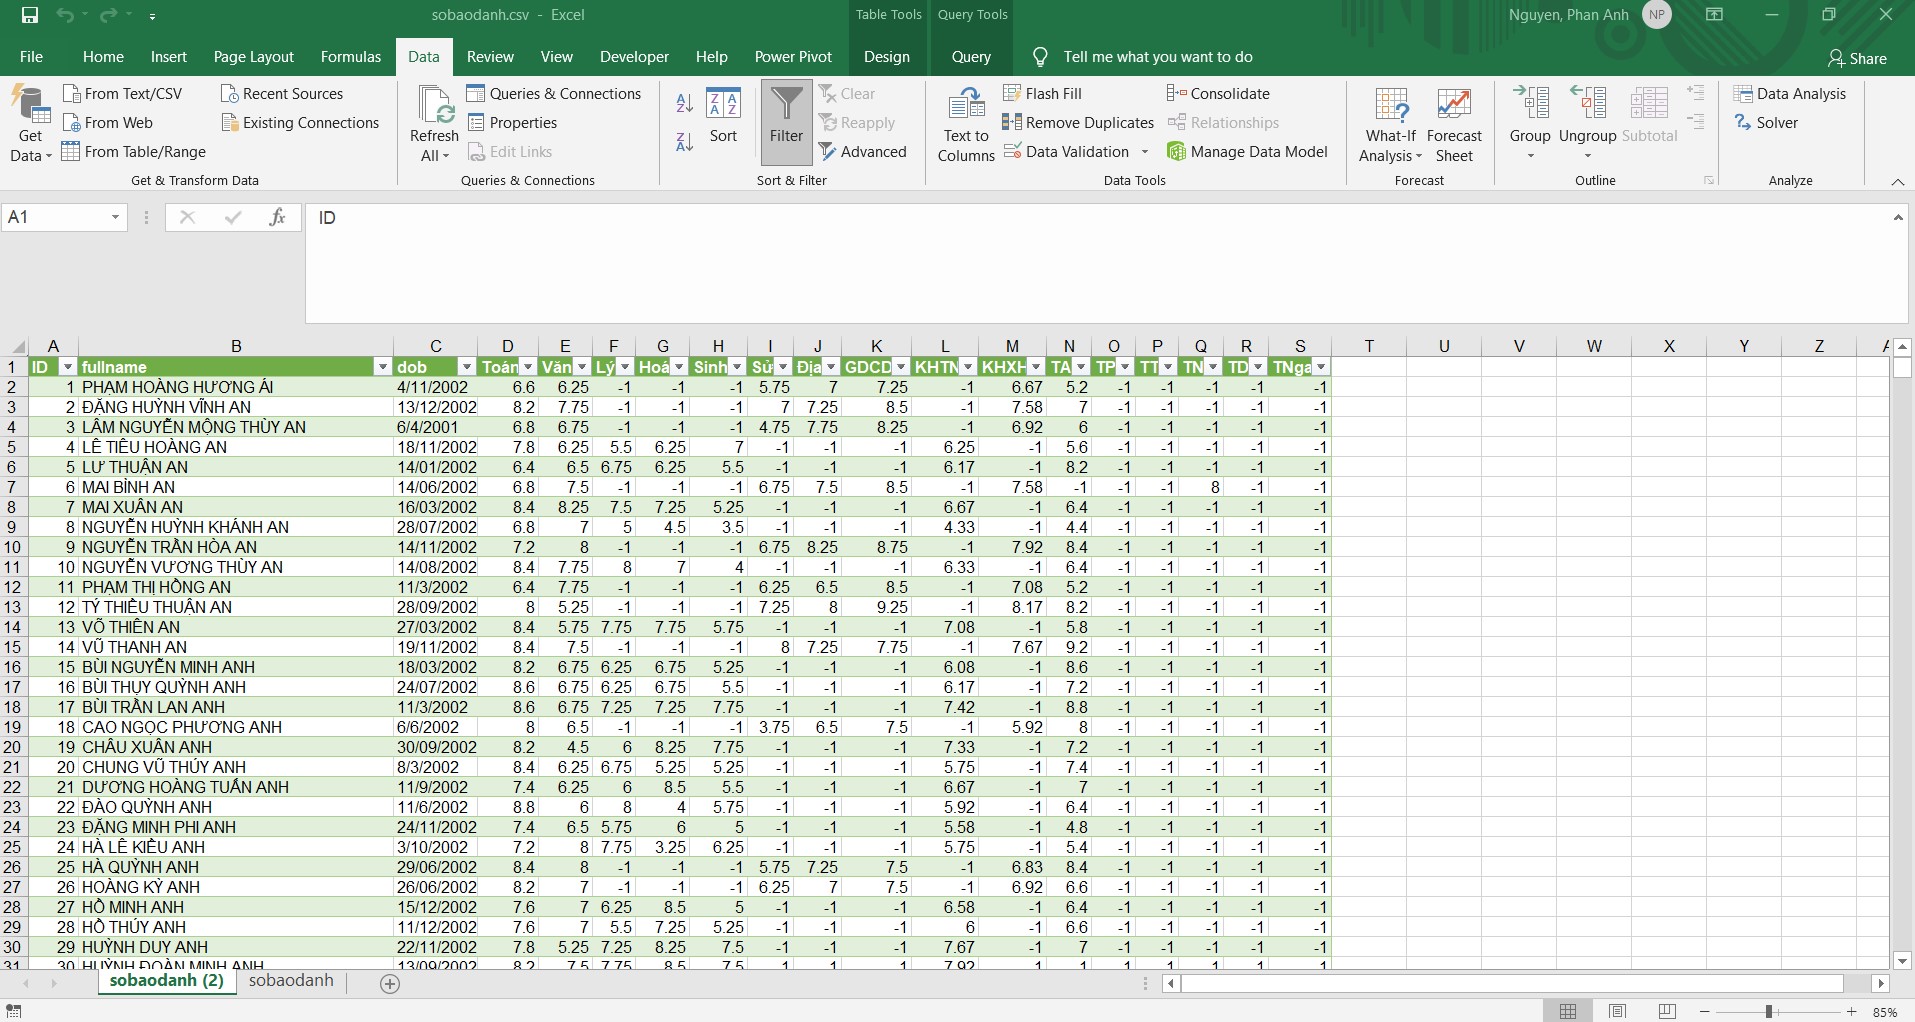 sobaodanh.csv - Excel
Table Tools Query Tools
Nguyen, Phan Anh NP
File Home Insert Page Layout Formulas Data Review View Developer Help Power Pivot Design Query Tell me what you want to do Share
Get Data
From Text/CSV
From Web
From Table/Range
Recent Sources
Existing Connections
Get & Transform Data
Refresh All
Queries & Connections
Properties
Edit Links
Queries & Connections
Sort
Filter
Clear
Reapply
Advanced
Sort & Filter
Text to Columns
Flash Fill
Remove Duplicates
Data Validation
Consolidate
Relationships
Manage Data Model
Data Tools
What-If Analysis
Forecast Sheet
Forecast
Group Ungroup Subtotal
Outline
Data Analysis
Solver
Analyze
A1 fx ID
A B C D E F G H I J K L M N O P Q R S T U V W X Y Z
1 ID fullname dob Toán Văn Lý Hoá Sinh Sử Địa GDCD KHTN KHXH TA TP TT TN TD TNga
2 1 PHẠM HOÀNG HƯƠNG ÁI 4/11/2002 6.6 6.25 -1 -1 -1 5.75 7 7.25 -1 6.67 5.2 -1 -1 -1 -1 -1
3 2 ĐẶNG HUỲNH VĨNH AN 13/12/2002 8.2 7.75 -1 -1 -1 7 7.25 8.5 -1 7.58 7 -1 -1 -1 -1 -1
4 3 LÂM NGUYỄN MỘNG THÙY AN 6/4/2001 6.8 6.75 -1 -1 -1 4.75 7.75 8.25 -1 6.92 6 -1 -1 -1 -1 -1
5 4 LÊ TIÊU HOÀNG AN 18/11/2002 7.8 6.25 5.5 6.25 7 -1 -1 -1 6.25 -1 5.6 -1 -1 -1 -1 -1
6 5 LƯ THUẬN AN 14/01/2002 6.4 6.5 6.75 6.25 5.5 -1 -1 -1 6.17 -1 8.2 -1 -1 -1 -1 -1
7 6 MAI BÌNH AN 14/06/2002 6.8 7.5 -1 -1 -1 6.75 7.5 8.5 -1 7.58 -1 -1 -1 8 -1 -1
8 7 MAI XUÂN AN 16/03/2002 8.4 8.25 7.5 7.25 5.25 -1 -1 -1 6.67 -1 6.4 -1 -1 -1 -1 -1
9 8 NGUYỄN HUỲNH KHÁNH AN 28/07/2002 6.8 7 5 4.5 3.5 -1 -1 -1 4.33 -1 4.4 -1 -1 -1 -1 -1
10 9 NGUYỄN TRẦN HÒA AN 14/11/2002 7.2 8 -1 -1 -1 6.75 8.25 8.75 -1 7.92 8.4 -1 -1 -1 -1 -1
11 10 NGUYỄN VƯƠNG THÙY AN 14/08/2002 8.4 7.75 8 7 4 -1 -1 -1 6.33 -1 6.4 -1 -1 -1 -1 -1
12 11 PHẠM THỊ HỒNG AN 11/3/2002 6.4 7.75 -1 -1 -1 6.25 6.5 8.5 -1 7.08 5.2 -1 -1 -1 -1 -1
13 12 TÝ THIỀU THUẬN AN 28/09/2002 8 5.25 -1 -1 -1 7.25 8 9.25 -1 8.17 8.2 -1 -1 -1 -1 -1
14 13 VÕ THIÊN AN 27/03/2002 8.4 5.75 7.75 7.75 5.75 -1 -1 -1 7.08 -1 5.8 -1 -1 -1 -1 -1
15 14 VŨ THANH AN 19/11/2002 8.4 7.5 -1 -1 -1 8 7.25 7.75 -1 7.67 9.2 -1 -1 -1 -1 -1
16 15 BÙI NGUYỄN MINH ANH 18/03/2002 8.2 6.75 6.25 6.75 5.25 -1 -1 -1 6.08 -1 8.6 -1 -1 -1 -1 -1
17 16 BÙI THỤY QUỲNH ANH 24/07/2002 8.6 6.75 6.25 6.75 5.5 -1 -1 -1 6.17 -1 7.2 -1 -1 -1 -1 -1
18 17 BÙI TRẦN LAN ANH 11/3/2002 8.6 6.75 7.25 7.25 7.75 -1 -1 -1 7.42 -1 8.8 -1 -1 -1 -1 -1
19 18 CAO NGỌC PHƯƠNG ANH 6/6/2002 8 6.5 -1 -1 -1 3.75 6.5 7.5 -1 5.92 8 -1 -1 -1 -1 -1
20 19 CHÂU XUÂN ANH 30/09/2002 8.2 4.5 6 8.25 7.75 -1 -1 -1 7.33 -1 7.2 -1 -1 -1 -1 -1
21 20 CHUNG VŨ THÚY ANH 8/3/2002 8.4 6.25 6.75 5.25 5.25 -1 -1 -1 5.75 -1 7.4 -1 -1 -1 -1 -1
22 21 DƯƠNG HOÀNG TUẤN ANH 11/9/2002 7.4 6.25 6 8.5 5.5 -1 -1 -1 6.67 -1 7 -1 -1 -1 -1 -1
23 22 ĐÀO QUỲNH ANH 11/6/2002 8.8 6 8 4 5.75 -1 -1 -1 5.92 -1 6.4 -1 -1 -1 -1 -1
24 23 ĐẶNG MINH PHI ANH 24/11/2002 7.4 6.5 5.75 6 5 -1 -1 -1 5.58 -1 4.8 -1 -1 -1 -1 -1
25 24 HÀ LÊ KIỀU ANH 3/10/2002 7.2 8 7.75 3.25 6.25 -1 -1 -1 5.75 -1 5.4 -1 -1 -1 -1 -1
26 25 HÀ QUỲNH ANH 29/06/2002 8.4 8 -1 -1 -1 5.75 7.25 7.5 -1 6.83 8.4 -1 -1 -1 -1 -1
27 26 HOÀNG KỲ ANH 26/06/2002 8.2 7 -1 -1 -1 6.25 7 7.5 -1 6.92 6.6 -1 -1 -1 -1 -1
28 27 HỒ MINH ANH 15/12/2002 7.6 7 6.25 8.5 5 -1 -1 -1 6.58 -1 6.4 -1 -1 -1 -1 -1
29 28 HỒ THÚY ANH 11/12/2002 7.6 7 5.5 7.25 5.25 -1 -1 -1 6 -1 6.6 -1 -1 -1 -1 -1
30 29 HUỲNH DUY ANH 22/11/2002 7.8 5.25 7.25 8.25 7.5 -1 -1 -1 7.67 -1 7 -1 -1 -1 -1 -1
31 30 HUỲNH ĐOÀN MINH ANH 13/09/2002 8.2 7.5 7.75 8.5 7.5 1 1 1 7.92 1 1 1 1 1 1
sobaodanh (2) sobaodanh
85%